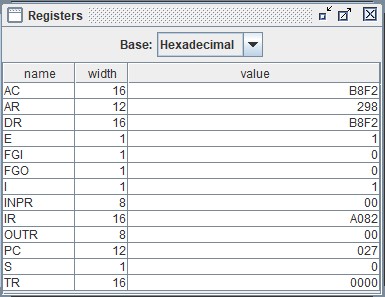 Registers
Base: Hexadecimal
name width value
AC 16 B8F2
AR 12 298
DR 16 B8F2
E 1 1
FGI 1 0
FGO 1 0
I 1 1
INPR 8 00
IR 16 A082
OUTR 8 00
PC 12 027
S 1 0
TR 16 0000